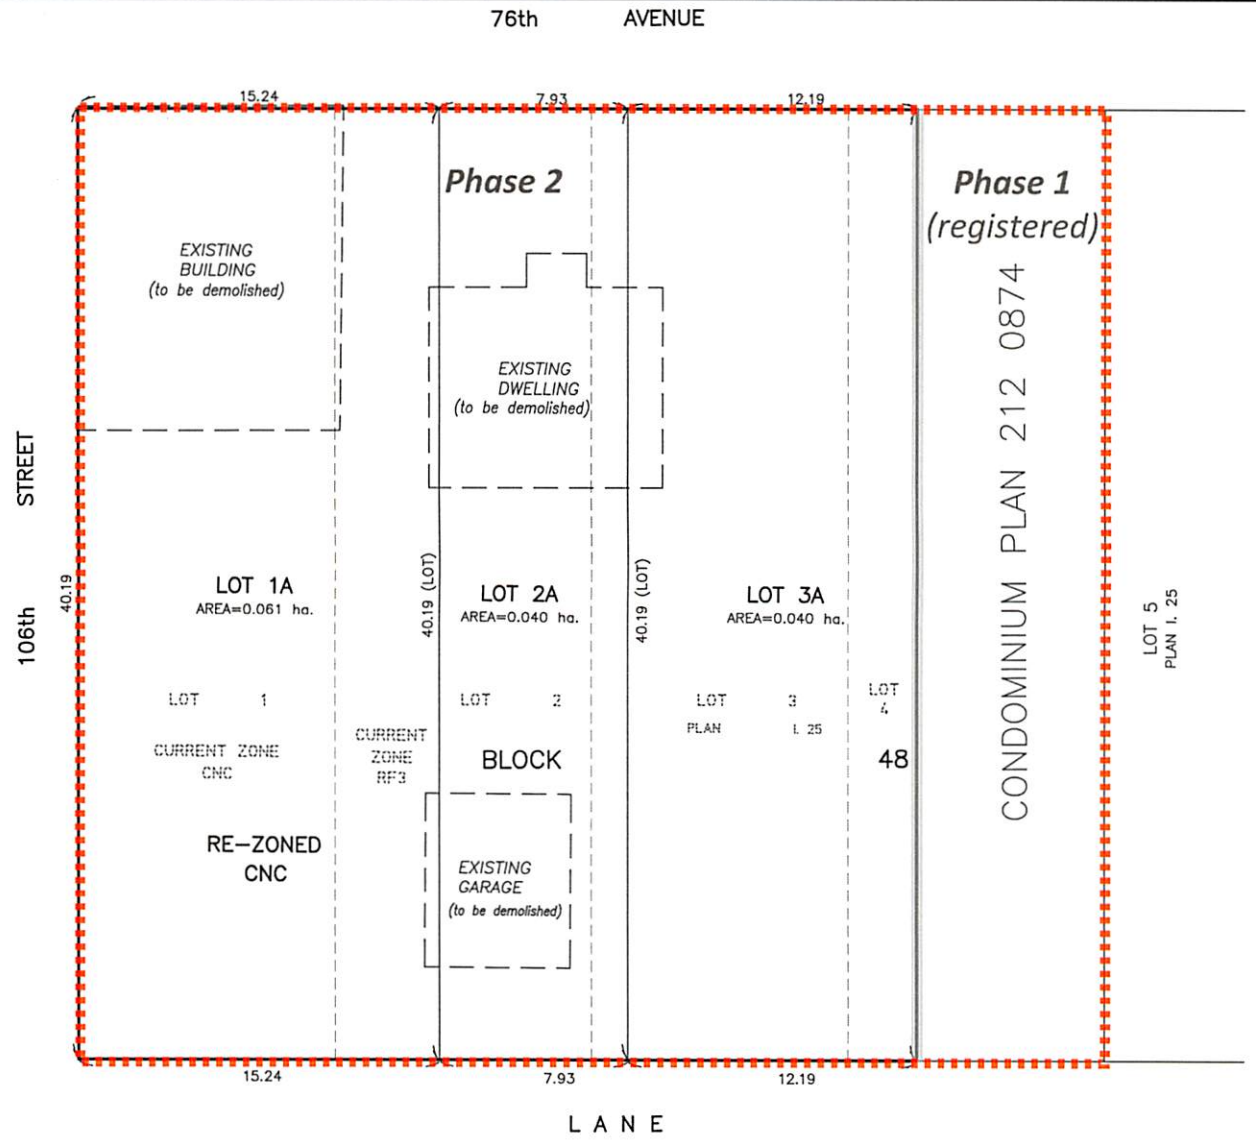 76th AVENUE
15.24
7.93
12.19
Phase 2
Phase 1
(registered)
EXISTING
BUILDING
(to be demolished)
EXISTING
DWELLING
(to be demolished)
CONDOMINIUM PLAN 212 0874
106th STREET
40.19
40.19 (LOT)
40.19 (LOT)
LOT 1A
AREA=0.061 ha.
LOT 2A
AREA=0.040 ha.
LOT 3A
AREA=0.040 ha.
LOT 5
PLAN I. 25
LOT 1
LOT 2
LOT 3
PLAN I. 25
LOT
4
CURRENT ZONE
CNC
CURRENT
ZONE
RF3
BLOCK 48
RE-ZONED
CNC
EXISTING
GARAGE
(to be demolished)
15.24
7.93
12.19
LANE